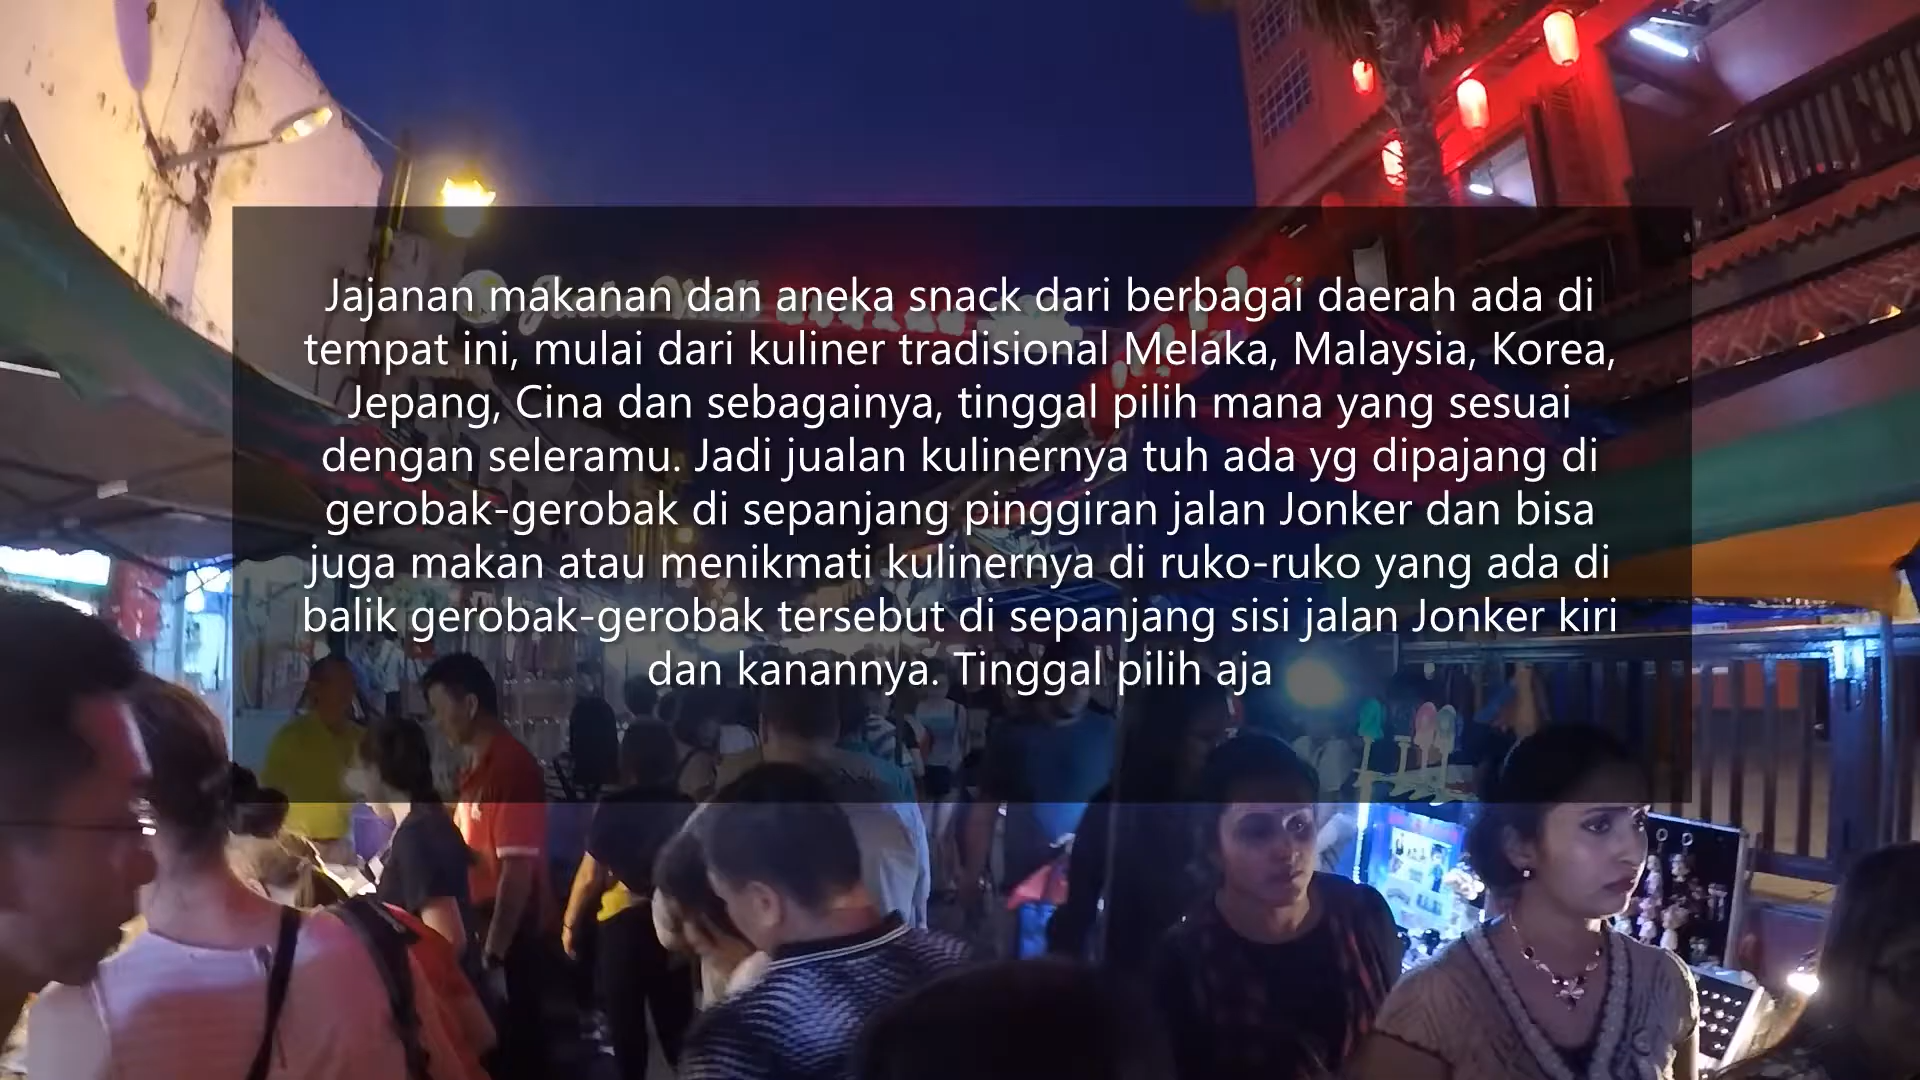 Jajanan makanan dan aneka snack dari berbagai daerah ada di
tempat ini, mulai dari kuliner tradisional Melaka, Malaysia, Korea,
Jepang, Cina dan sebagainya, tinggal pilih mana yang sesuai
dengan seleramu. Jadi jualan kulinernya tuh ada yg dipajang di
gerobak-gerobak di sepanjang pinggiran jalan Jonker dan bisa
juga makan atau menikmati kulinernya di ruko-ruko yang ada di
balik gerobak-gerobak tersebut di sepanjang sisi jalan Jonker kiri
dan kanannya. Tinggal pilih aja